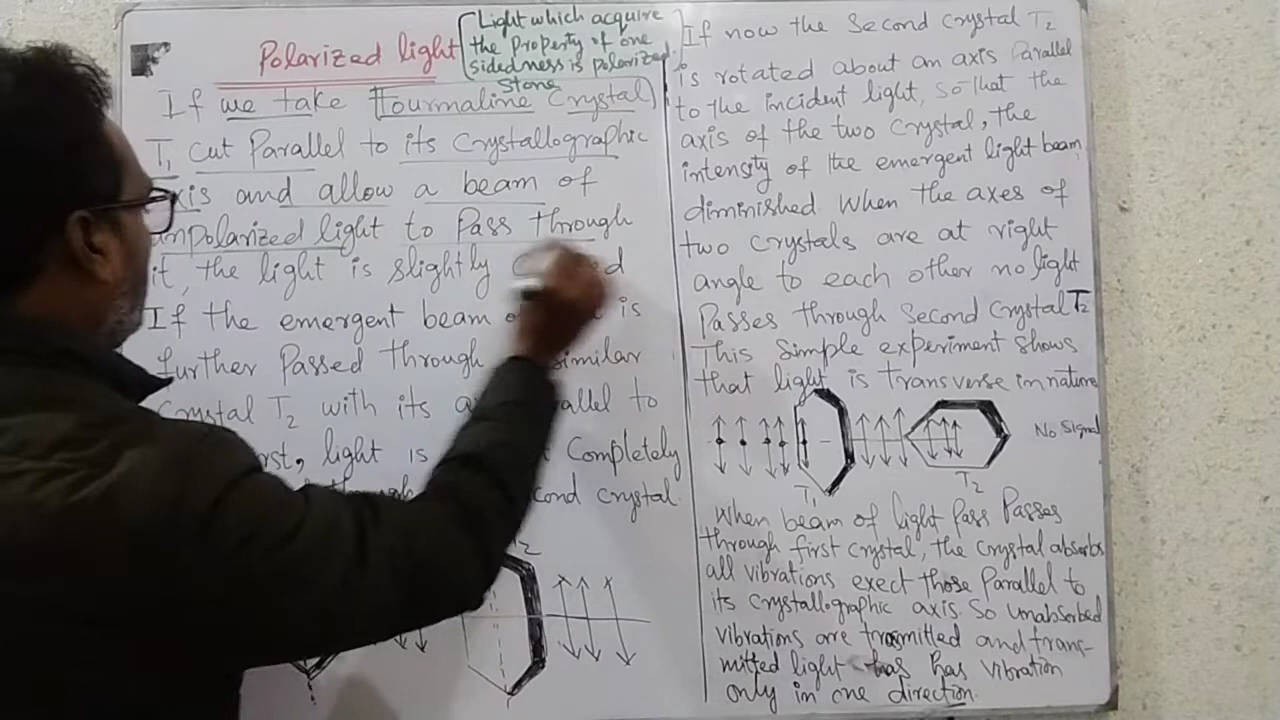 Polarized light
Light which acquire
the Property of one
sidedness is polarized
stone
If we take Tourmaline Crystal
T1 cut Parallel to its Crystallographic
axis and allow a beam of
unpolarized light to Pass through
it, the light is slightly
If the emergent beam is
further Passed through similar
Crystal T2 with its to
light is Completely
crystal
T2
If now the Second Crystal T2
is rotated about an axis Parallel
to the incident light, so that the
axis of the two Crystal, the
intensity of the emergent light beam
diminished. When the axes of
two crystals are at right
angle to each other no light
Passes through Second Crystal T2
This Simple experiment shows
that light is transverse in nature
No Signal
T1
T2
When beam of light Pass Passes
through first Crystal, the Crystal absorbs
all vibrations exect those Parallel to
its Crystallographic axis. So unabsorbed
vibrations are trasmitted and trans-
mitted light has has vibration
only in one direction.